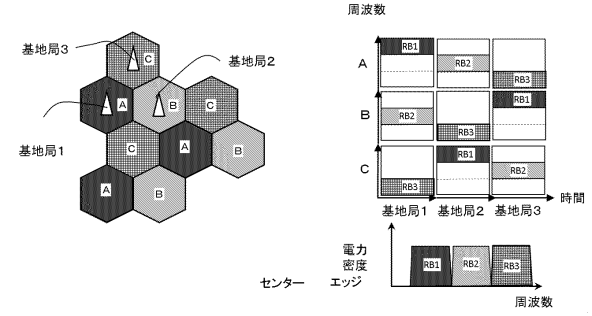 周波数
基地局3
基地局2
基地局1
C
A
B
C
C
A
B
A
B
A
RB1
RB2
RB3
B
RB2
RB3
RB1
C
RB3
RB1
RB2
基地局1 基地局2 基地局3
時間
電力
密度
RB1 RB2 RB3
センター エッジ
周波数